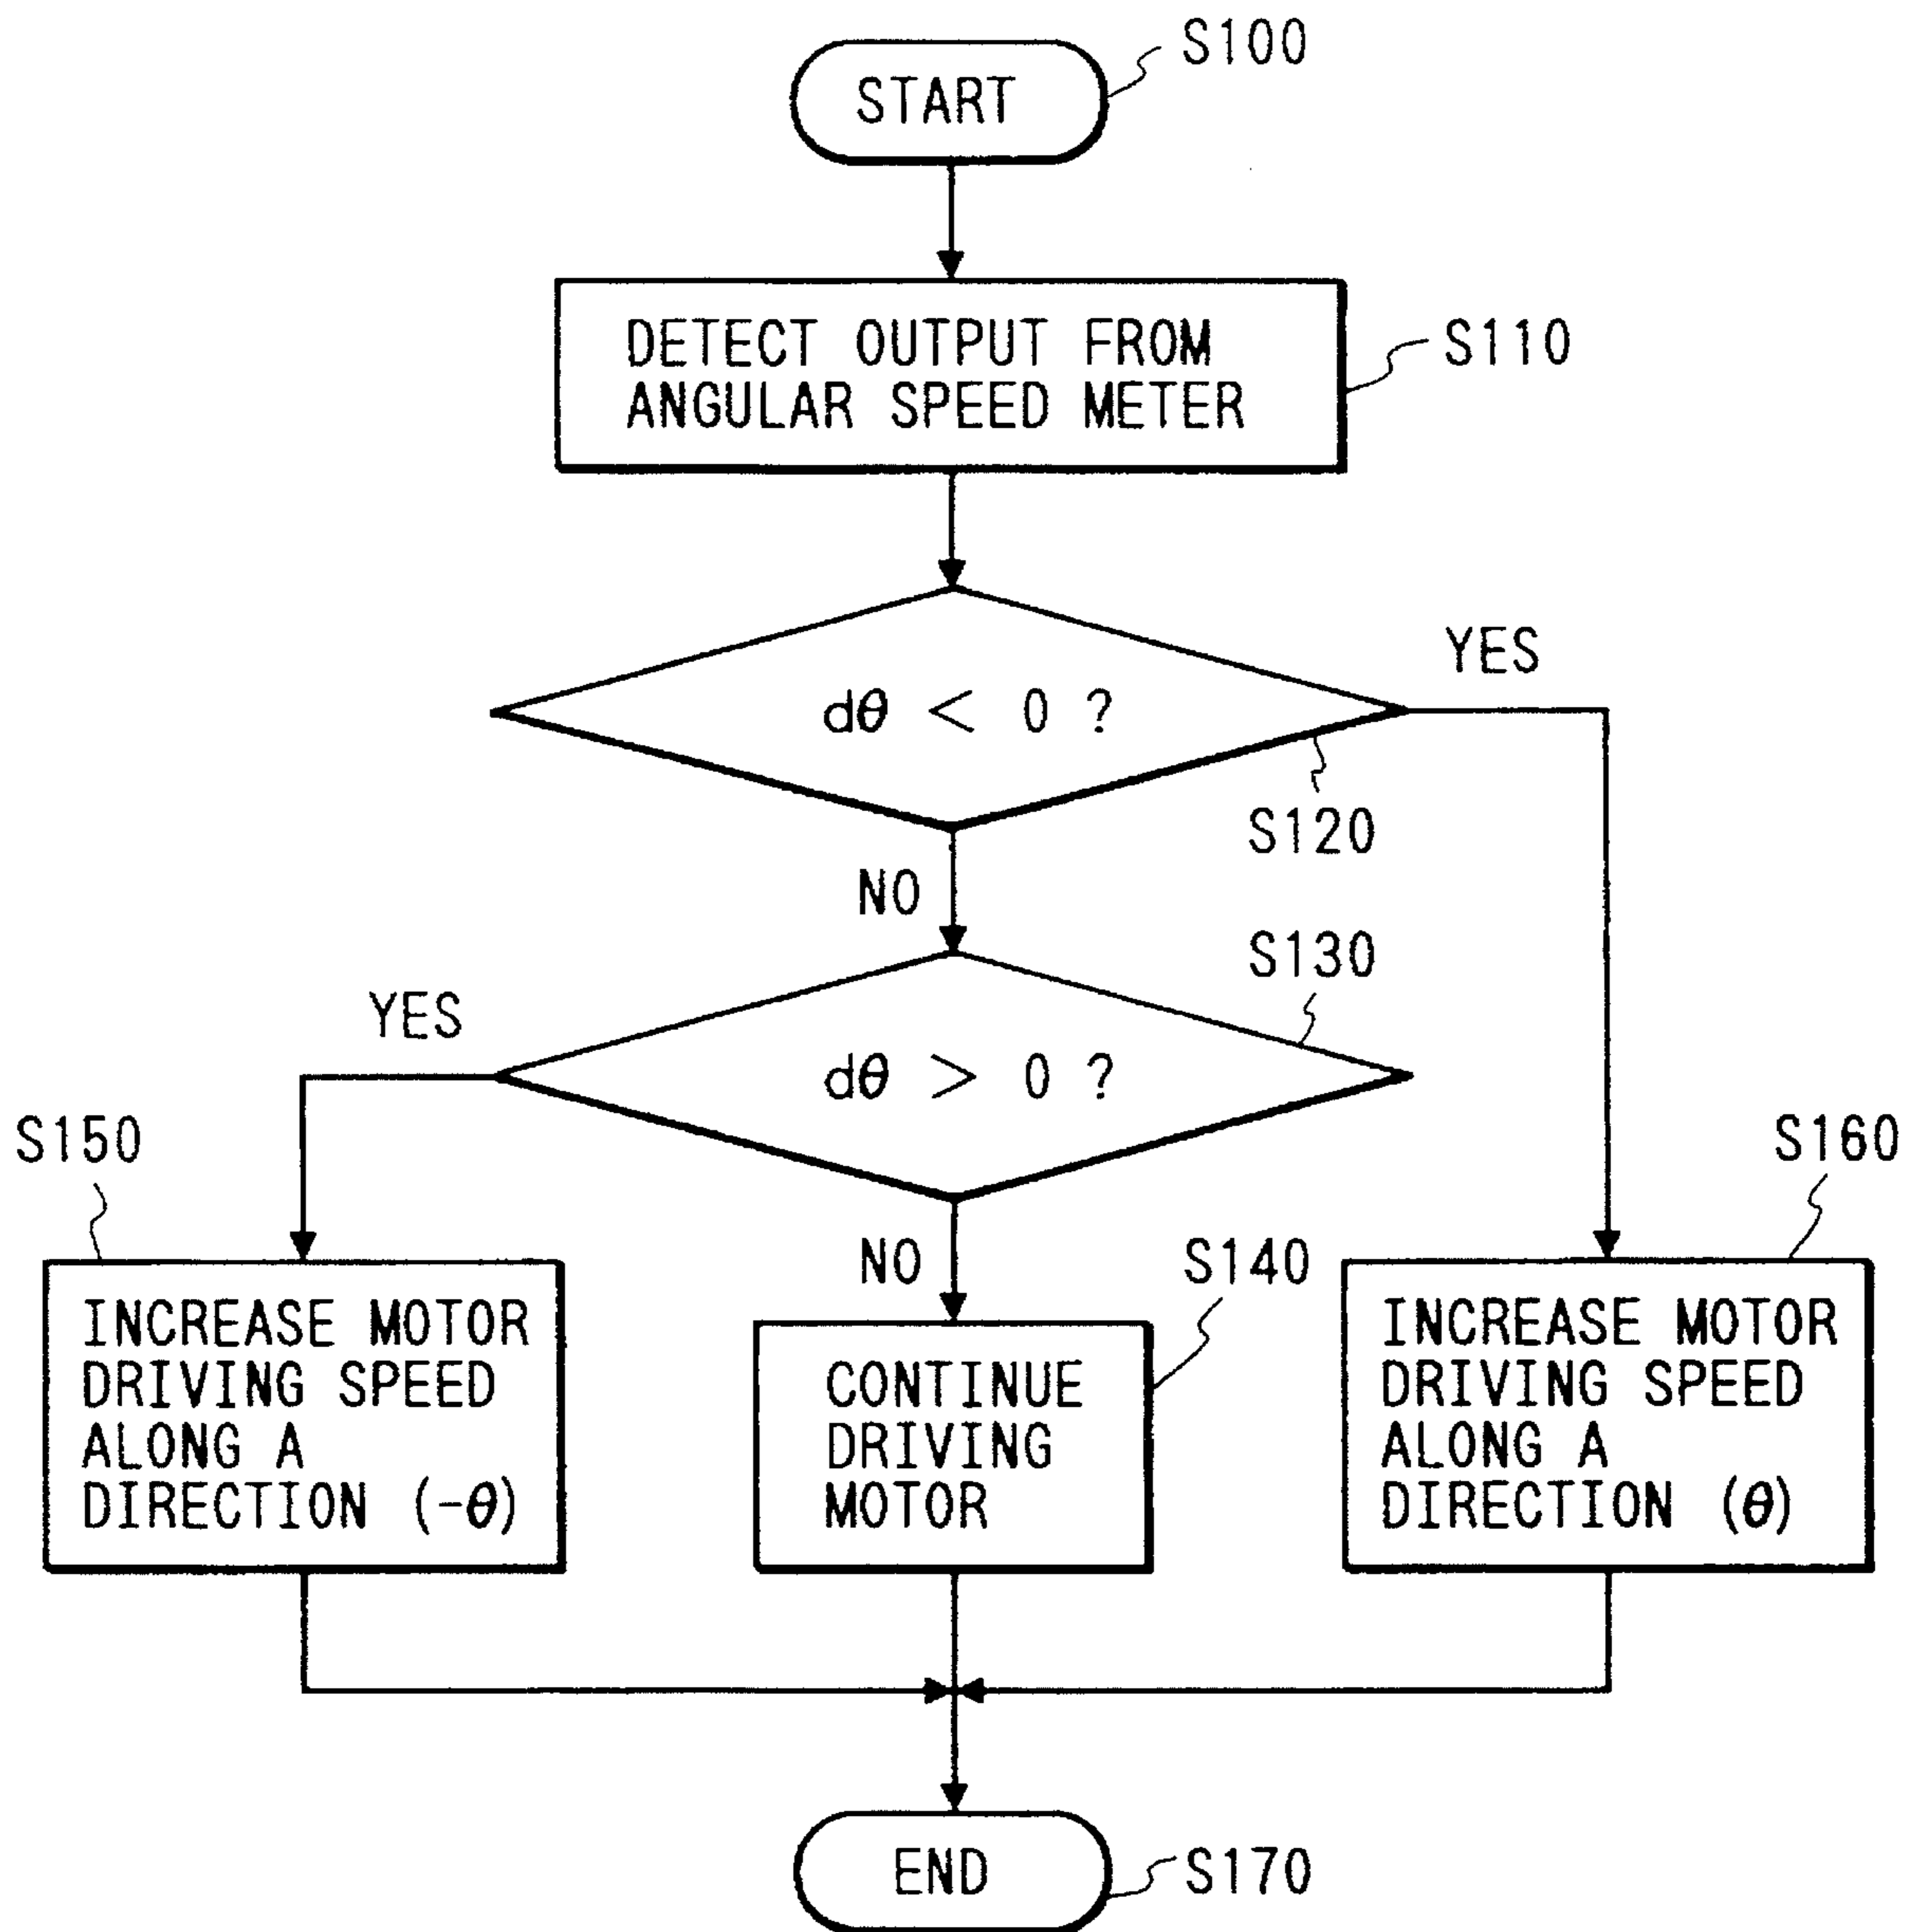 START
S100
DETECT OUTPUT FROM
ANGULAR SPEED METER
S110
dθ < 0 ?
YES
S120
NO
S130
dθ > 0 ?
YES
S150
INCREASE MOTOR
DRIVING SPEED
ALONG A
DIRECTION (-θ)
NO
S140
CONTINUE
DRIVING
MOTOR
S160
INCREASE MOTOR
DRIVING SPEED
ALONG A
DIRECTION (θ)
END
S170